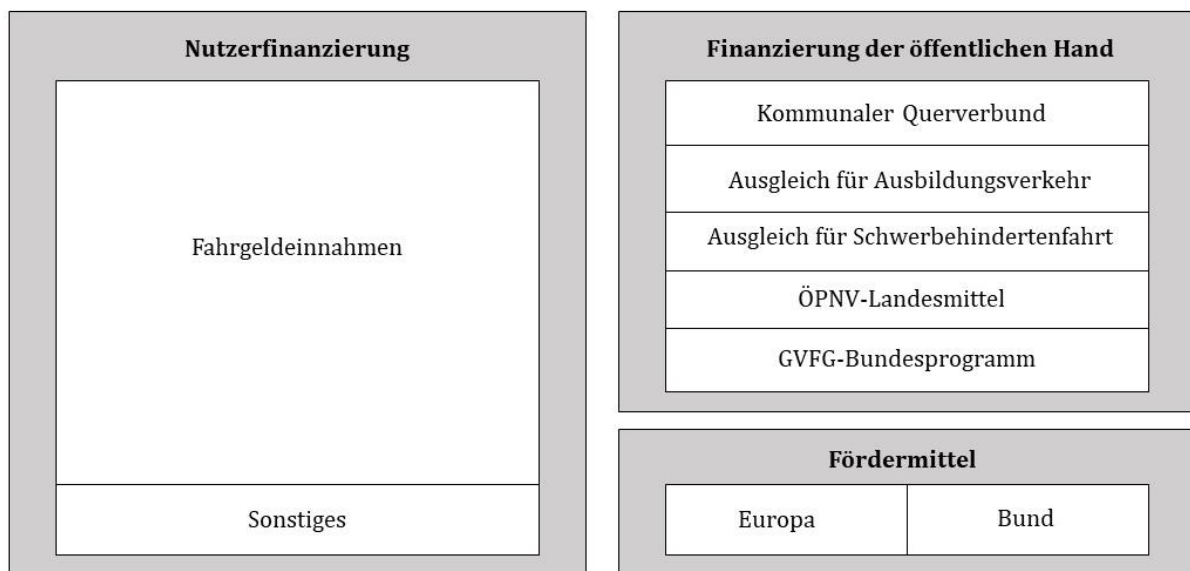 Nutzerfinanzierung
Fahrgeldeinnahmen
Sonstiges
Finanzierung der öffentlichen Hand
Kommunaler Querverbund
Ausgleich für Ausbildungsverkehr
Ausgleich für Schwerbehindertenfahrt
ÖPNV-Landesmittel
GVFG-Bundesprogramm
Fördermittel
Europa
Bund